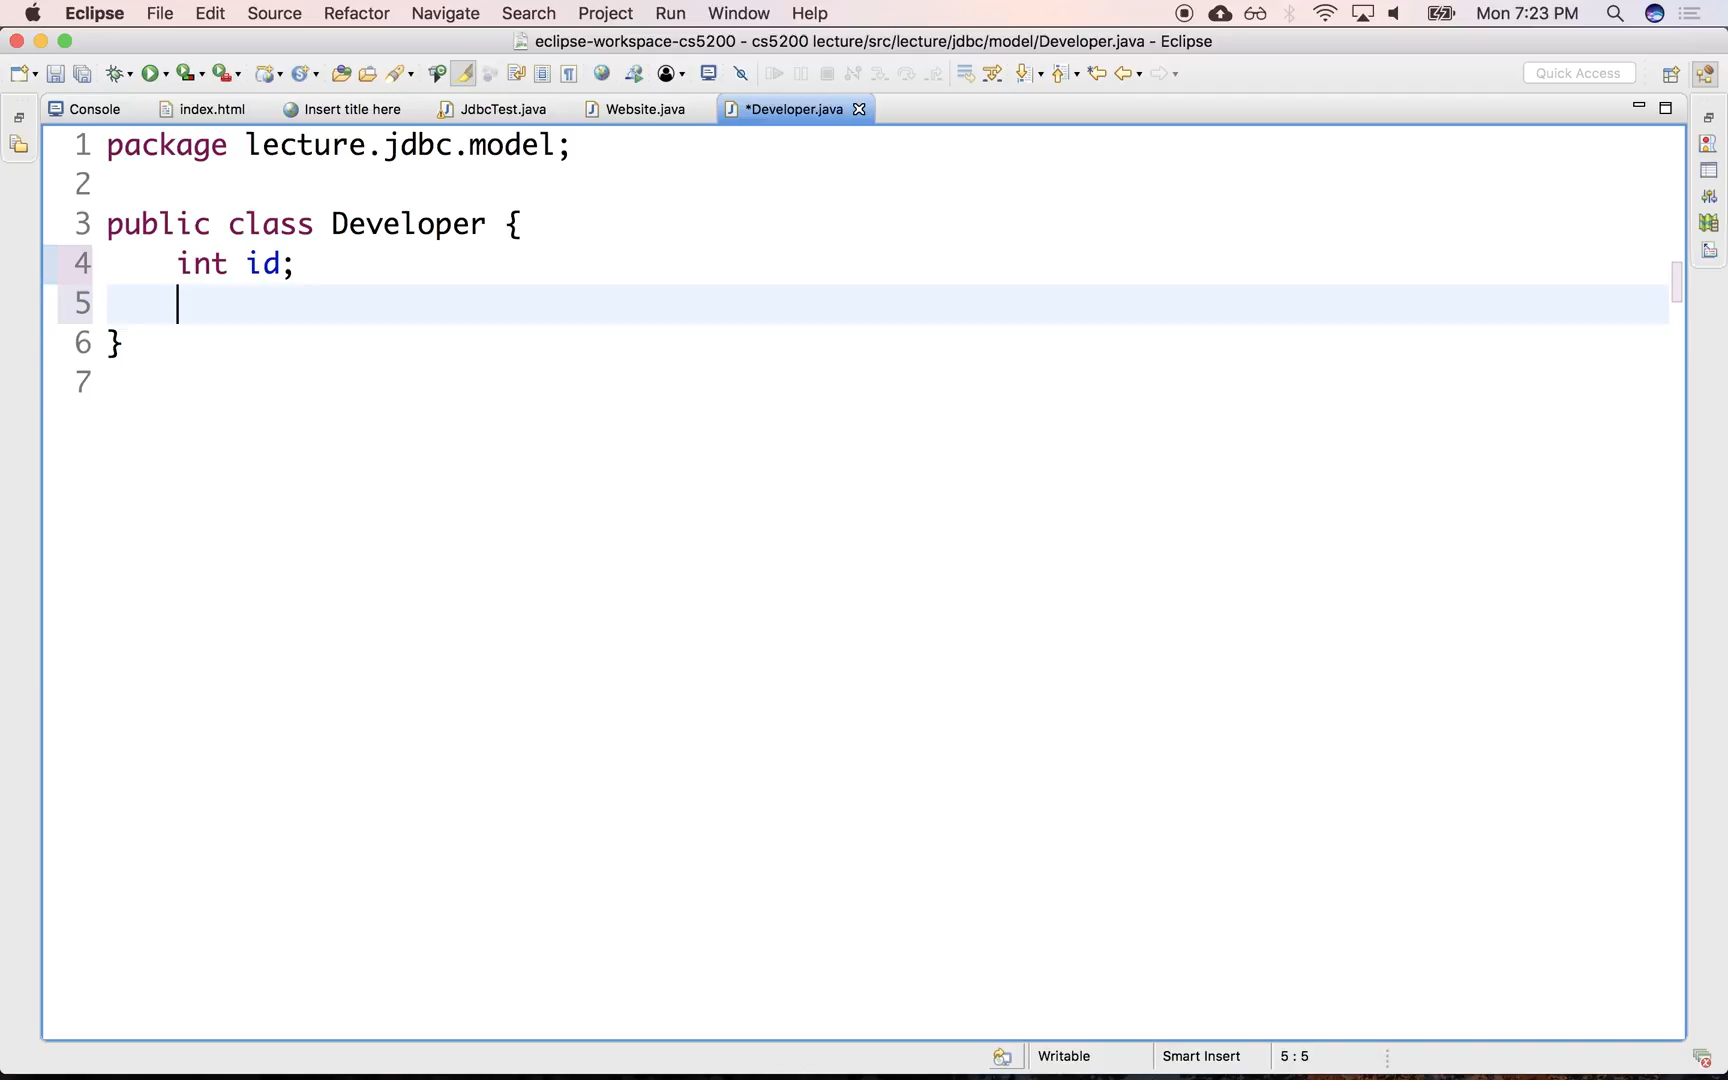 Eclipse File Edit Source Refactor Navigate Search Project Run Window Help Mon 7:23 PM
eclipse-workspace-cs5200 - cs5200 lecture/src/lecture/jdbc/model/Developer.java - Eclipse
Quick Access
Console index.html Insert title here JdbcTest.java Website.java *Developer.java
1 package lecture.jdbc.model;
2
3 public class Developer {
4 int id;
5
6 }
7
Writable Smart Insert 5 : 5